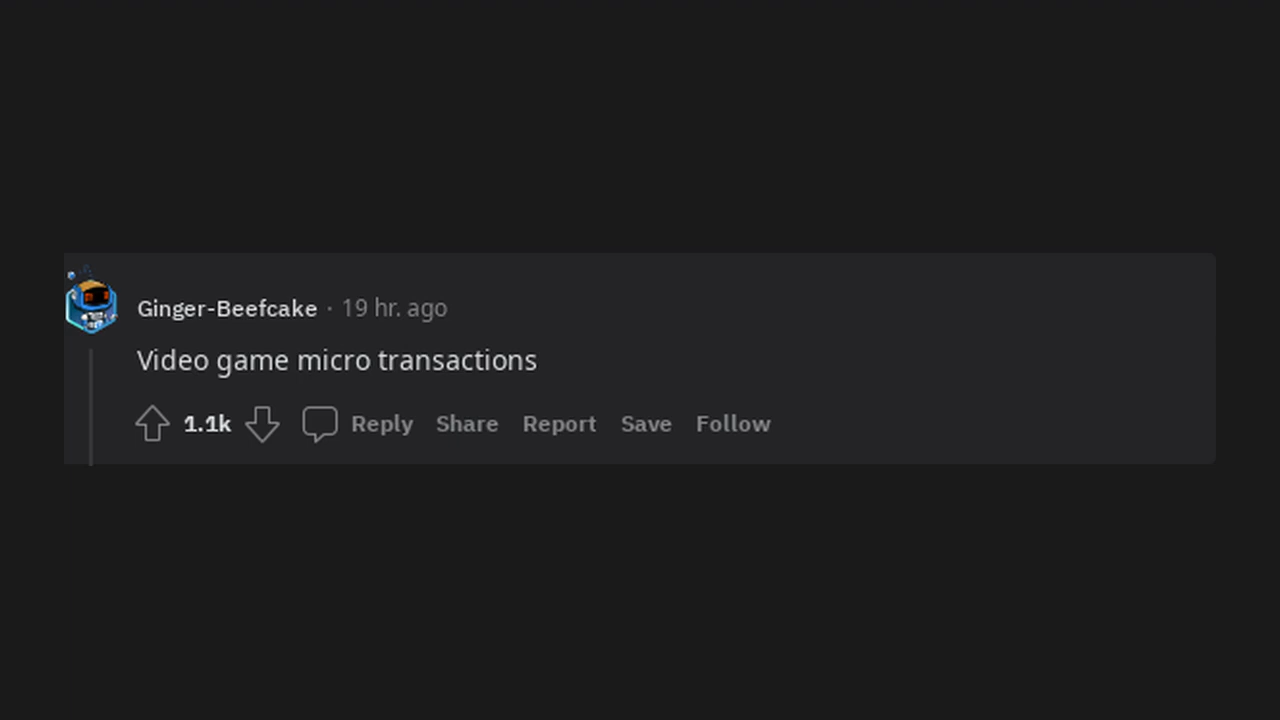 Ginger-Beefcake · 19 hr. ago
Video game micro transactions
1.1k Reply Share Report Save Follow